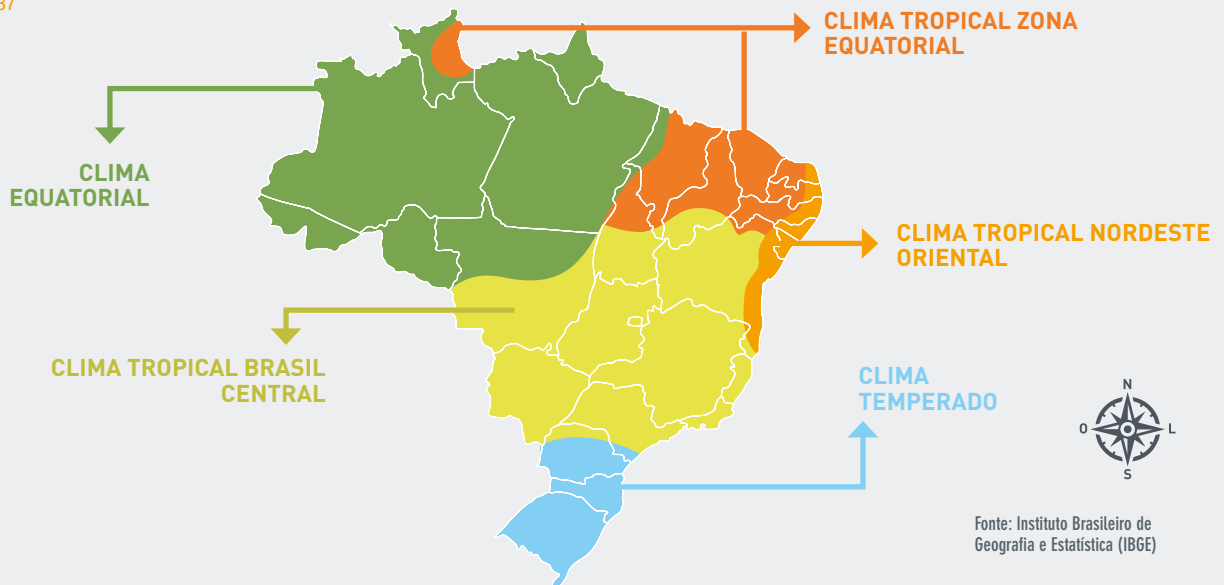 37
CLIMA TROPICAL ZONA
EQUATORIAL
CLIMA
EQUATORIAL
CLIMA TROPICAL NORDESTE
ORIENTAL
CLIMA TROPICAL BRASIL
CENTRAL
CLIMA
TEMPERADO
N
O
L
S
Fonte: Instituto Brasileiro de
Geografia e Estatística (IBGE)